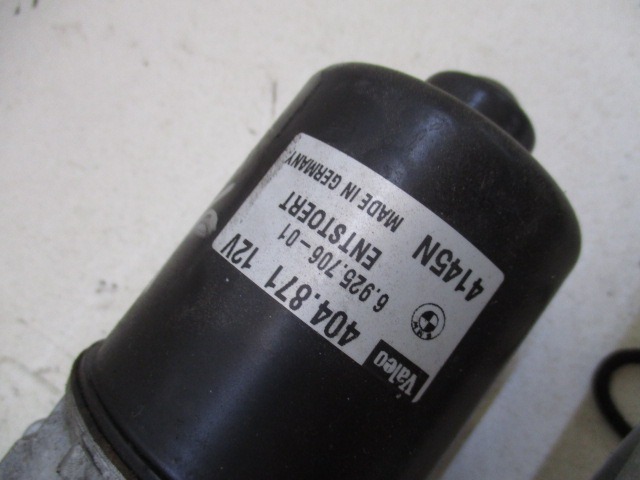 Valeo
404.871 12V
6.925.706-01
ENTSTOERT
4145N MADE IN GERMANY